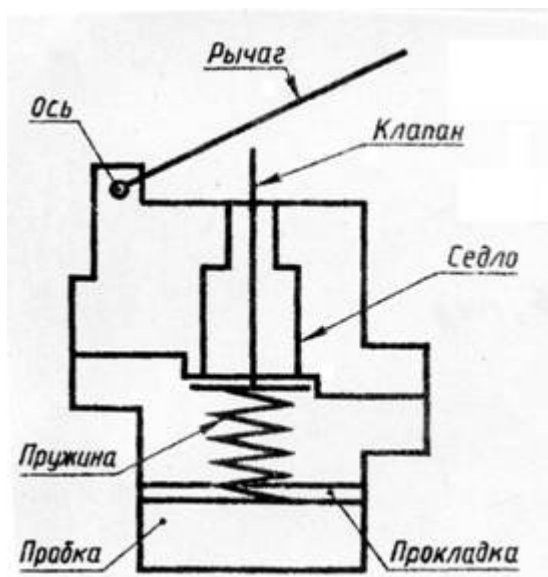 Рычаг
Ось
Клапан
Седло
Пружина
Пробка
Прокладка